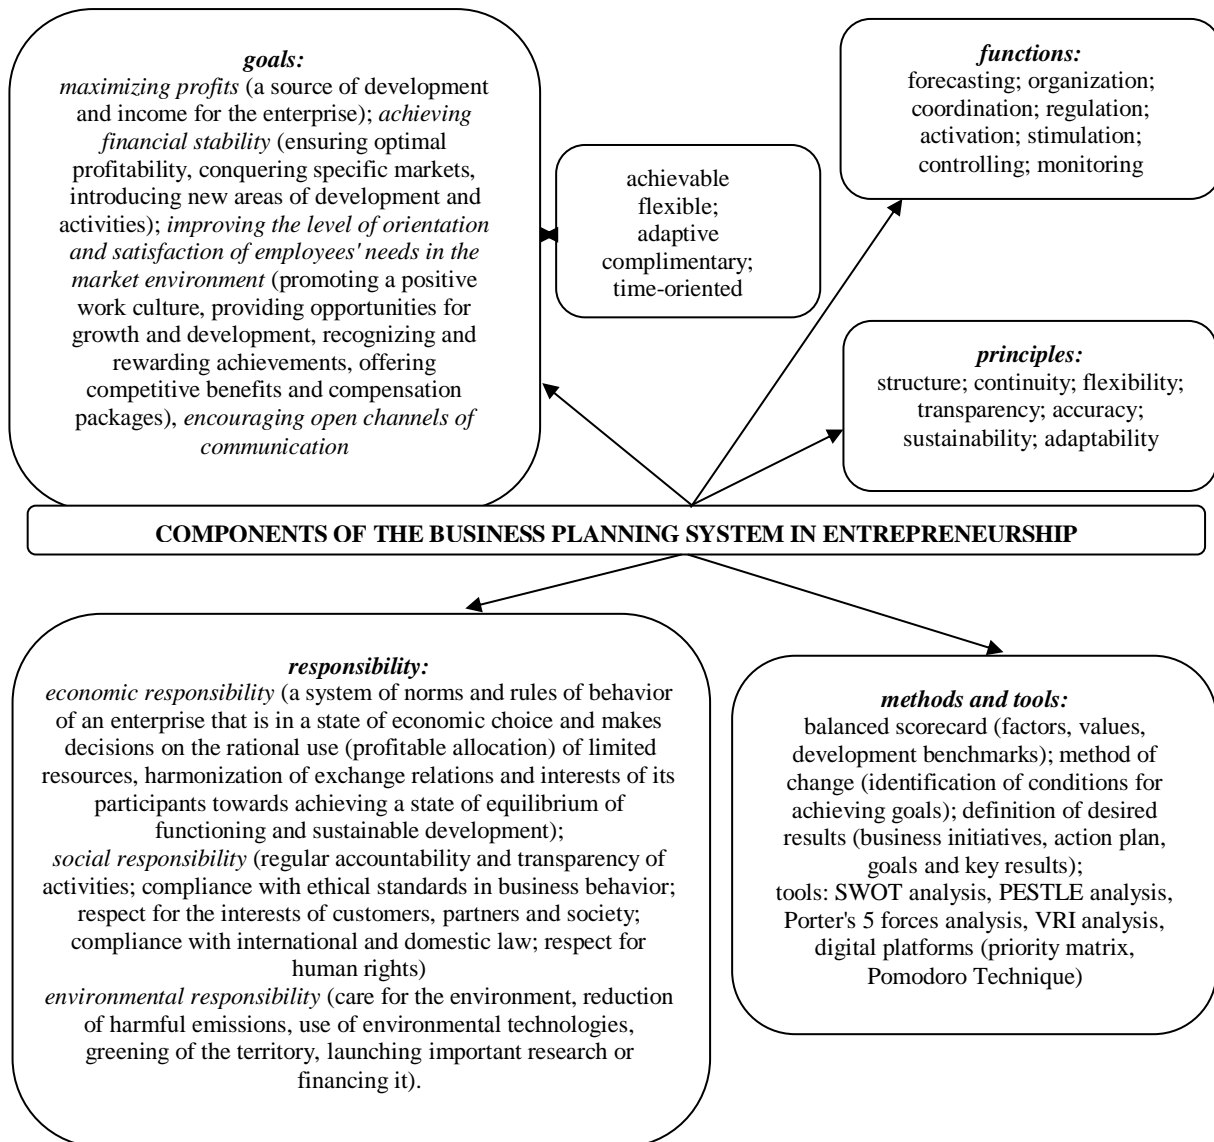 goals:
maximizing profits (a source of development
and income for the enterprise); achieving
financial stability (ensuring optimal
profitability, conquering specific markets,
introducing new areas of development and
activities); improving the level of orientation
and satisfaction of employees' needs in the
market environment (promoting a positive
work culture, providing opportunities for
growth and development, recognizing and
rewarding achievements, offering
competitive benefits and compensation
packages), encouraging open channels of
communication
achievable
flexible;
adaptive
complimentary;
time-oriented
functions:
forecasting; organization;
coordination; regulation;
activation; stimulation;
controlling; monitoring
principles:
structure; continuity; flexibility;
transparency; accuracy;
sustainability; adaptability
COMPONENTS OF THE BUSINESS PLANNING SYSTEM IN ENTREPRENEURSHIP
responsibility:
economic responsibility (a system of norms and rules of behavior
of an enterprise that is in a state of economic choice and makes
decisions on the rational use (profitable allocation) of limited
resources, harmonization of exchange relations and interests of its
participants towards achieving a state of equilibrium of
functioning and sustainable development);
social responsibility (regular accountability and transparency of
activities; compliance with ethical standards in business behavior;
respect for the interests of customers, partners and society;
compliance with international and domestic law; respect for
human rights)
environmental responsibility (care for the environment, reduction
of harmful emissions, use of environmental technologies,
greening of the territory, launching important research or
financing it).
methods and tools:
balanced scorecard (factors, values,
development benchmarks); method of
change (identification of conditions for
achieving goals); definition of desired
results (business initiatives, action plan,
goals and key results);
tools: SWOT analysis, PESTLE analysis,
Porter's 5 forces analysis, VRI analysis,
digital platforms (priority matrix,
Pomodoro Technique)